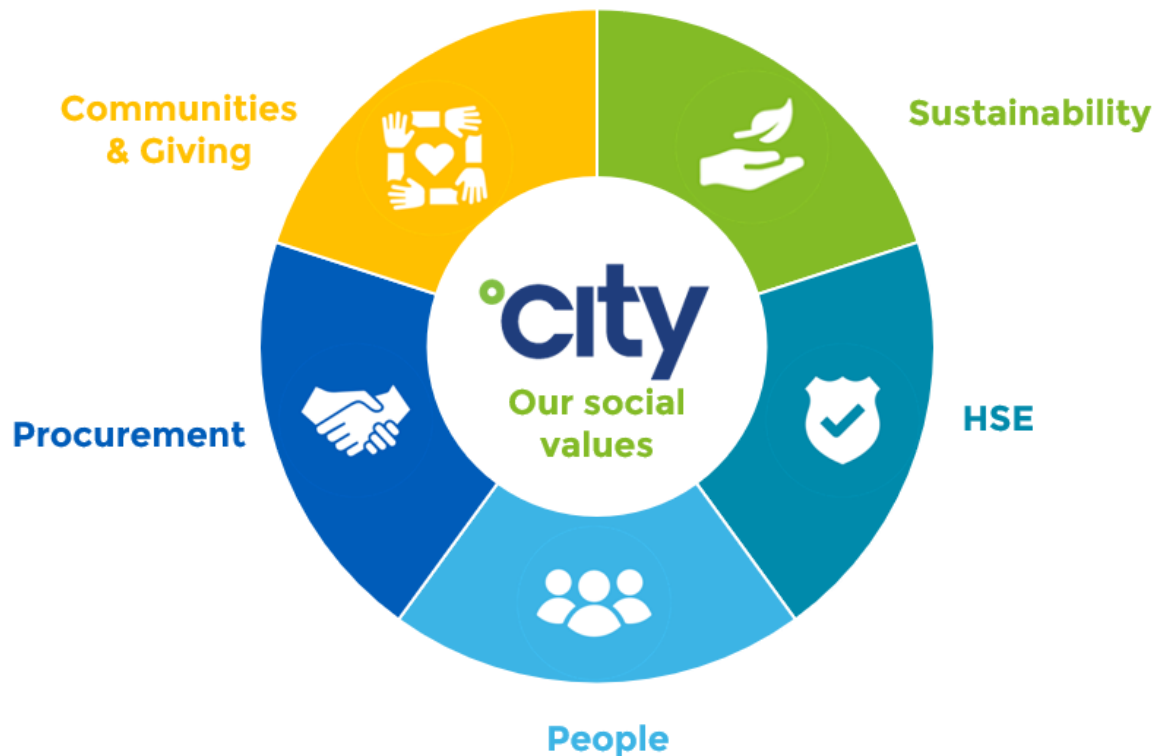 Communities
& Giving
Sustainability
°city
Our social
values
Procurement
HSE
People